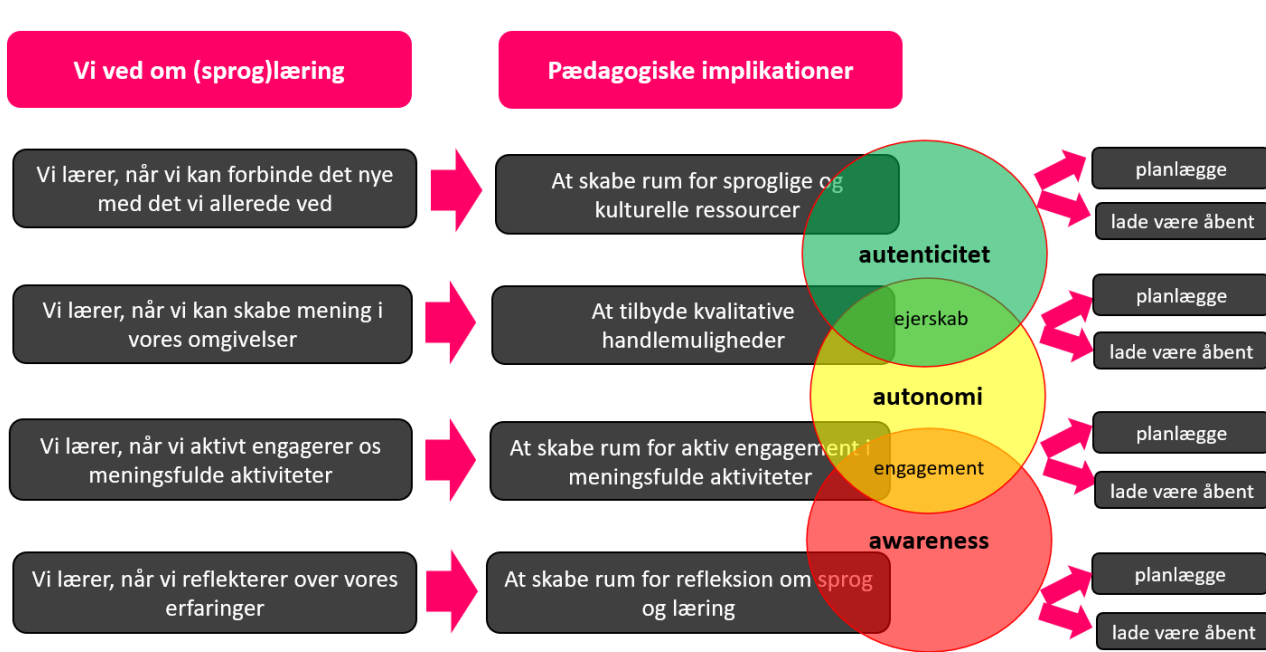 Vi ved om (sprog)læring
Pædagogiske implikationer
Vi lærer, når vi kan forbinde det nye
med det vi allerede ved
At skabe rum for sproglige og
kulturelle ressourcer
autenticitet
planlægge
lade være åbent
Vi lærer, når vi kan skabe mening i
vores omgivelser
At tilbyde kvalitative
handlemuligheder
ejerskab
planlægge
lade være åbent
autonomi
Vi lærer, når vi aktivt engagerer os
meningsfulde aktiviteter
At skabe rum for aktiv engagement i
meningsfulde aktiviteter
engagement
planlægge
lade være åbent
awareness
Vi lærer, når vi reflekterer over vores
erfaringer
At skabe rum for refleksion om sprog
og læring
planlægge
lade være åbent